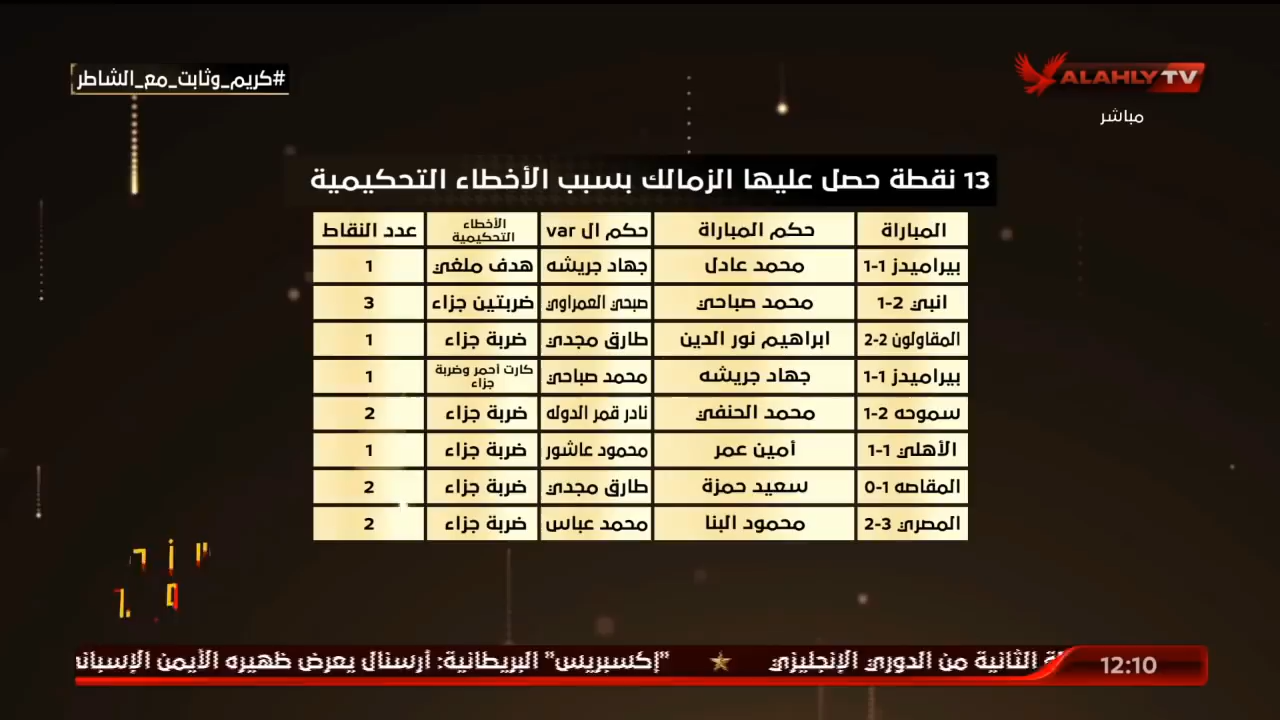 #كريم_وثابت_مع_الشاطر
ALAHLY TV
مباشر
13 نقطة حصل عليها الزمالك بسبب الأخطاء التحكيمية
المباراة حكم المباراة حكم ال var الأخطاء التحكيمية عدد النقاط
بيراميدز 1-1 محمد عادل جهاد جريشه هدف ملغي 1
انبي 2-1 محمد صباحي صبحي العمراوي ضربتين جزاء 3
المقاولون 2-2 ابراهيم نور الدين طارق مجدي ضربة جزاء 1
بيراميدز 1-1 جهاد جريشه محمد صباحي كارت أحمر وضربة جزاء 1
سموحه 2-1 محمد الحنفي نادر قمر الدوله ضربة جزاء 2
الأهلي 1-1 أمين عمر محمود عاشور ضربة جزاء 1
المقاصه 1-0 سعيد حمزة طارق مجدي ضربة جزاء 2
المصري 3-2 محمود البنا محمد عباس ضربة جزاء 2
12:10
الثانية من الدوري الإنجليزي "إكسبريس" البريطانية: أرسنال يعرض ظهيره الأيمن